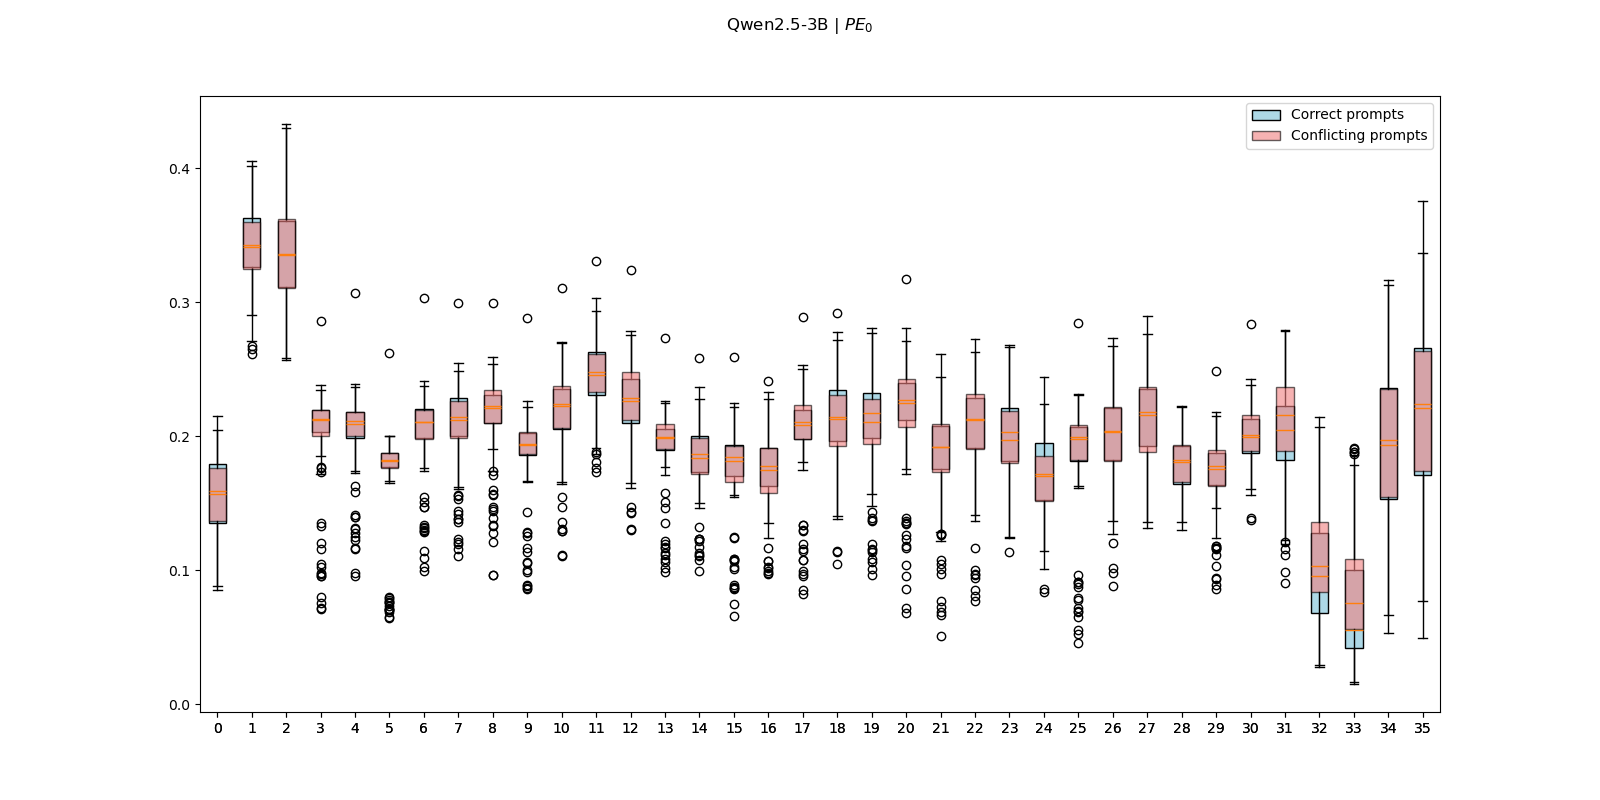 Qwen2.5-3B | PE₀
Correct prompts
Conflicting prompts
0.4
0.3
0.2
0.1
0.0
0 1 2 3 4 5 6 7 8 9 10 11 12 13 14 15 16 17 18 19 20 21 22 23 24 25 26 27 28 29 30 31 32 33 34 35